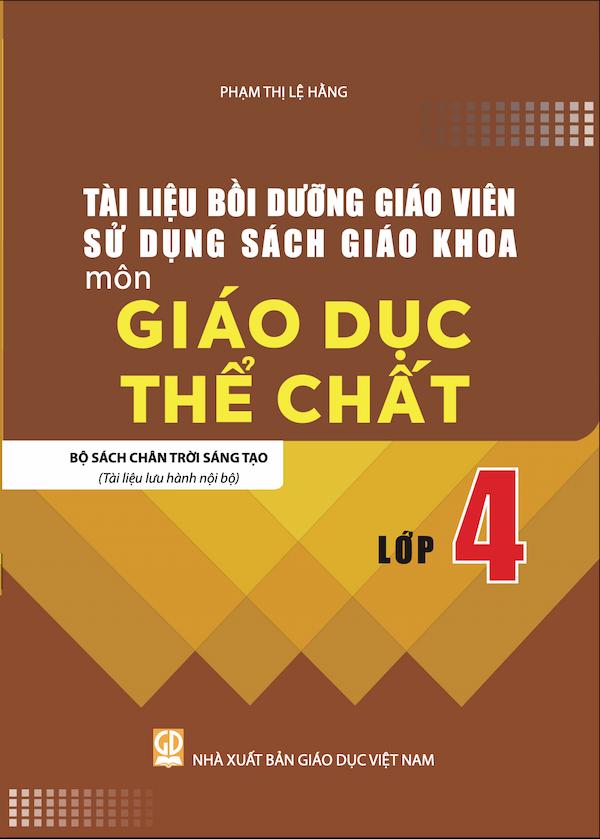 PHẠM THỊ LỆ HẰNG
TÀI LIỆU BỒI DƯỠNG GIÁO VIÊN
SỬ DỤNG SÁCH GIÁO KHOA
môn
GIÁO DỤC
THỂ CHẤT
BỘ SÁCH CHÂN TRỜI SÁNG TẠO
(Tài liệu lưu hành nội bộ)
LỚP 4
GD
NHÀ XUẤT BẢN GIÁO DỤC VIỆT NAM